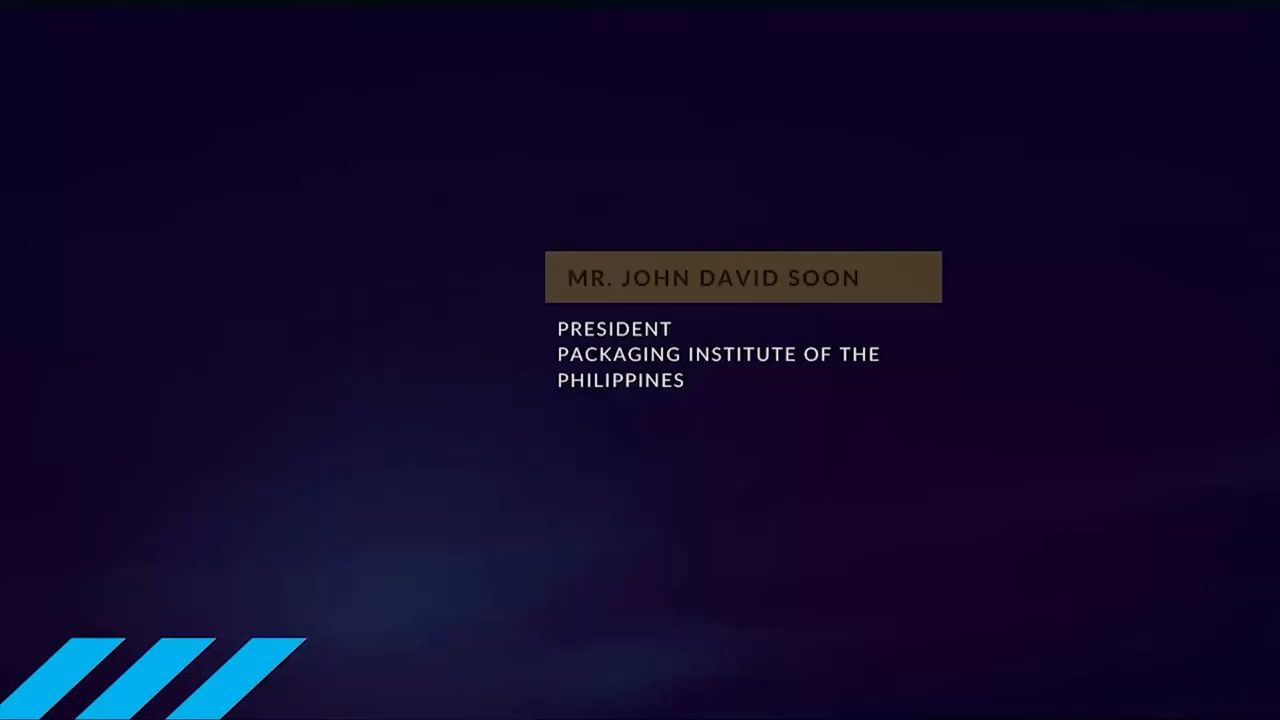 MR. JOHN DAVID SOON
PRESIDENT
PACKAGING INSTITUTE OF THE
PHILIPPINES